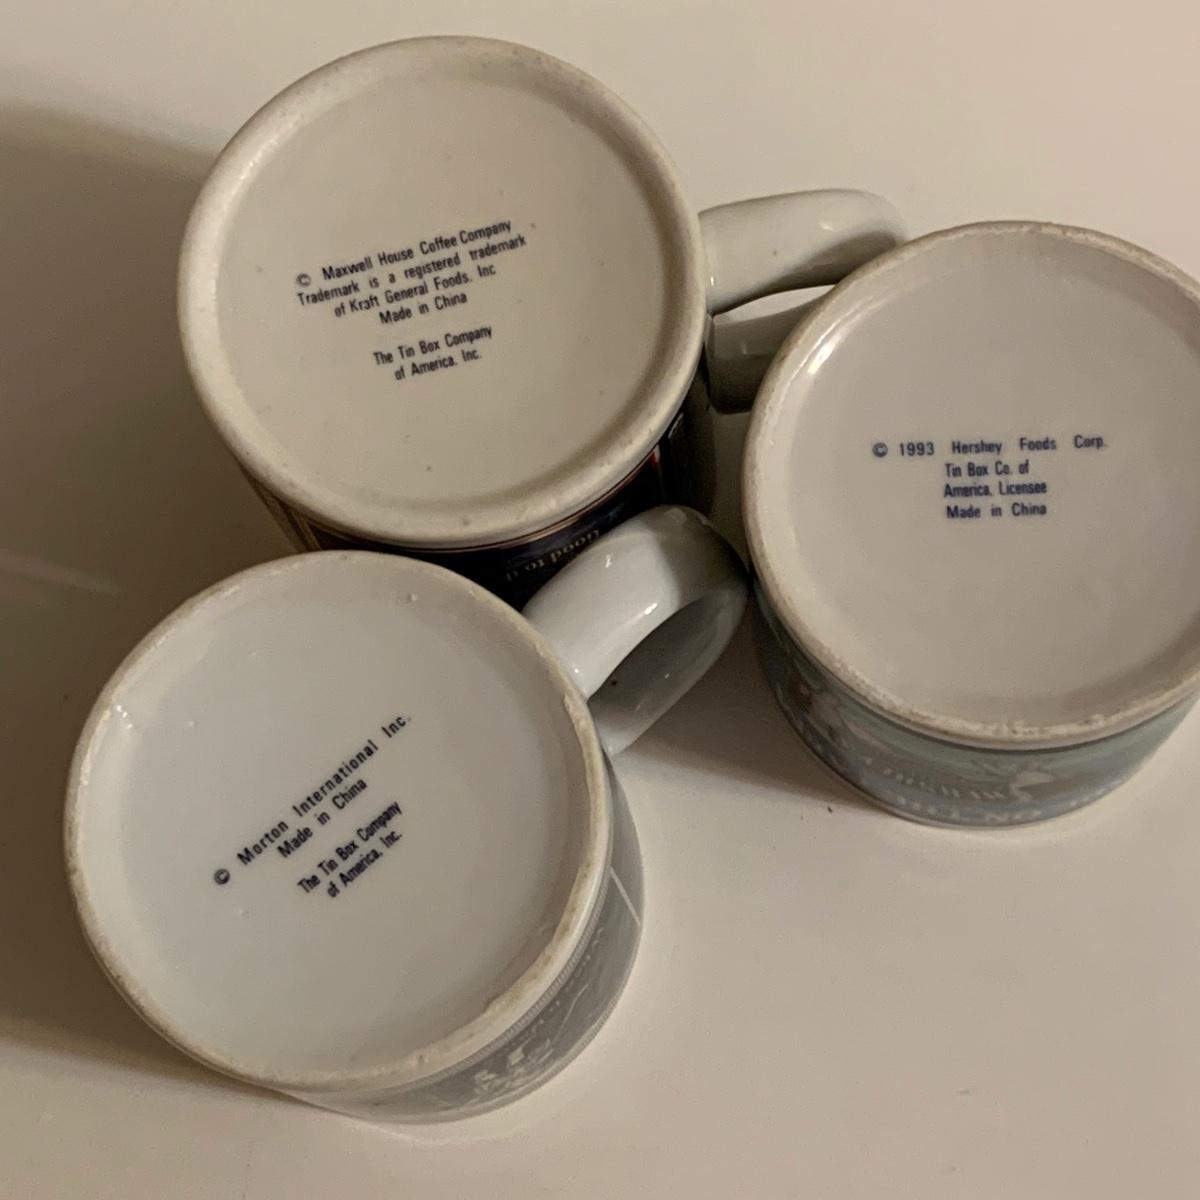 © Maxwell House Coffee Company
Trademark is a registered trademark
of Kraft General Foods, Inc
Made in China
The Tin Box Company
of America, Inc.
© 1993 Hershey Foods Corp.
Tin Box Co. of
America, Licensee
Made in China
© Morton International Inc.
Made in China
The Tin Box Company
of America, Inc.